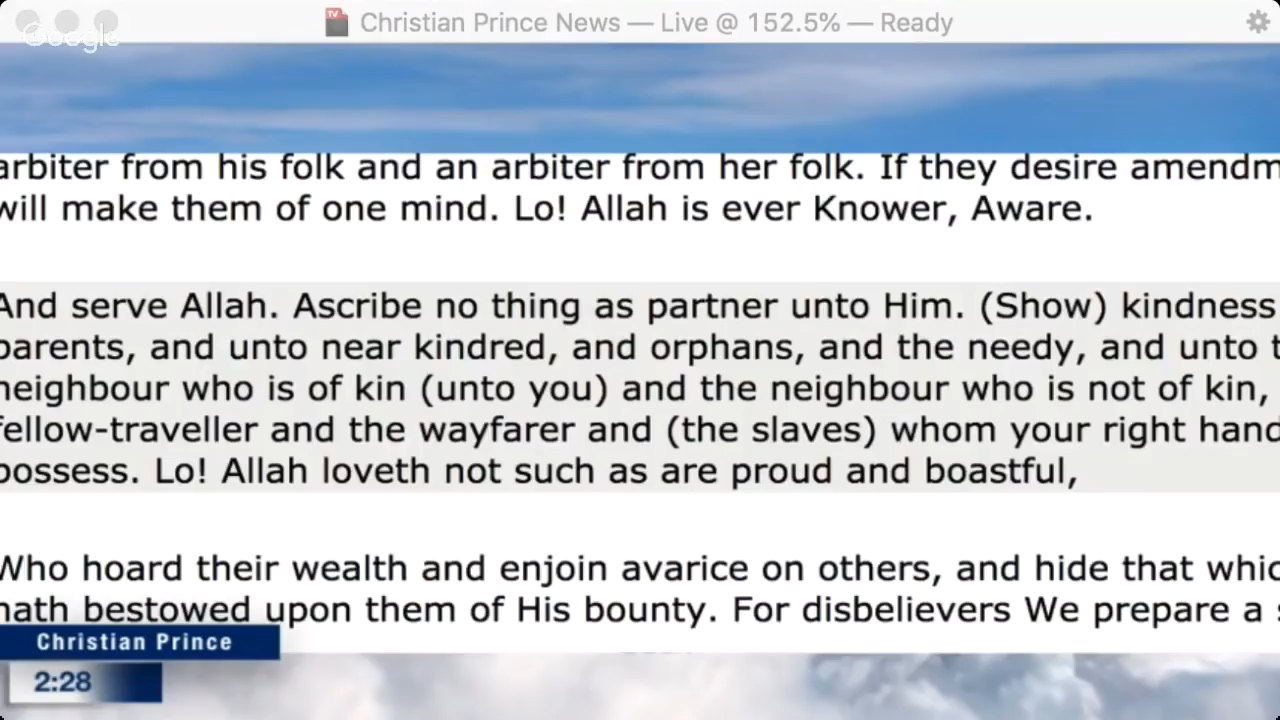 Christian Prince News — Live @ 152.5% — Ready
Google
arbiter from his folk and an arbiter from her folk. If they desire amendm
will make them of one mind. Lo! Allah is ever Knower, Aware.
And serve Allah. Ascribe no thing as partner unto Him. (Show) kindness
parents, and unto near kindred, and orphans, and the needy, and unto t
neighbour who is of kin (unto you) and the neighbour who is not of kin,
fellow-traveller and the wayfarer and (the slaves) whom your right hand
possess. Lo! Allah loveth not such as are proud and boastful,
Who hoard their wealth and enjoin avarice on others, and hide that whic
hath bestowed upon them of His bounty. For disbelievers We prepare a s
Christian Prince
2:28